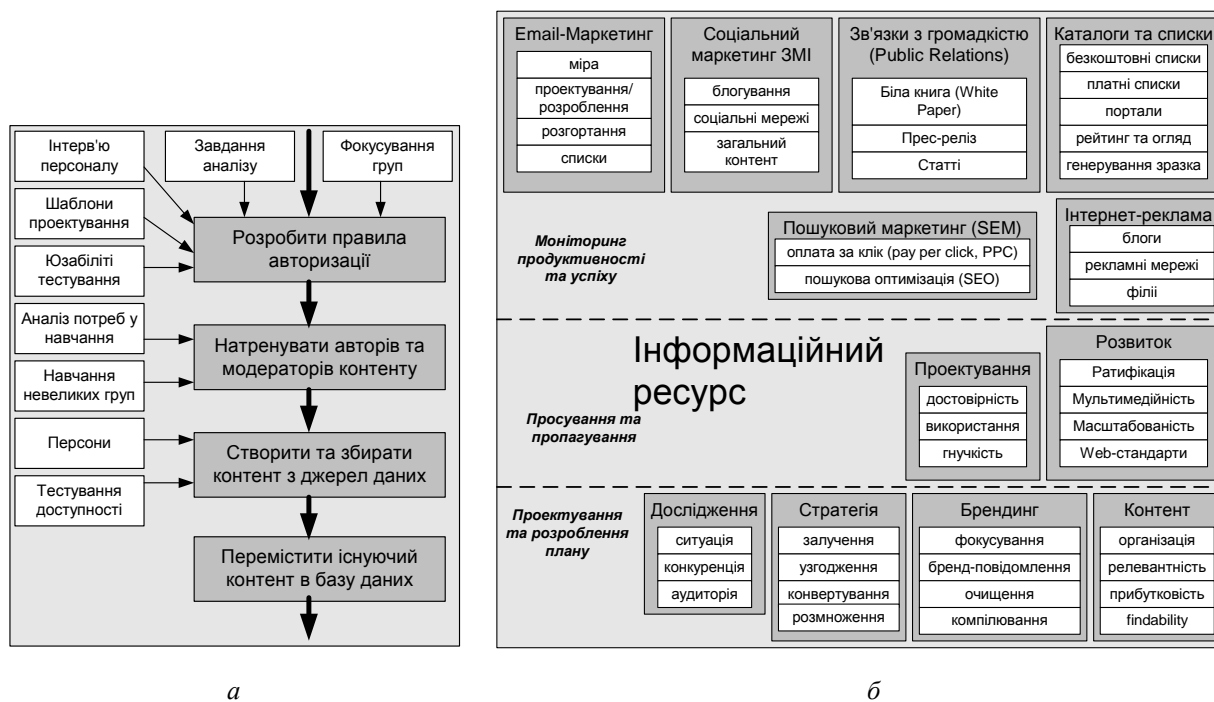 Інтерв'ю
персоналу
Завдання
аналізу
Фокусування
груп
Шаблони
проектування
Юзабіліті
тестування
Розробити правила
авторизації
Аналіз потреб у
навчання
Навчання
невеликих груп
Натренувати авторів та
модераторів контенту
Персони
Тестування
доступності
Створити та збирати
контент з джерел даних
Перемістити існуючий
контент в базу даних
а
Email-Маркетинг
міра
проектування/
розроблення
розгортання
списки
Соціальний
маркетинг ЗМІ
блогування
соціальні мережі
загальний
контент
Зв'язки з громадкістю
(Public Relations)
Біла книга (White
Paper)
Прес-реліз
Статті
Каталоги та списки
безкоштовні списки
платні списки
портали
рейтинг та огляд
генерування зразка
Моніторинг
продуктивності
та успіху
Пошуковий маркетинг (SEM)
оплата за клік (pay per click, PPC)
пошукова оптимізація (SEO)
Інтернет-реклама
блоги
рекламні мережі
філії
Інформаційний
ресурс
Просування та
пропагування
Проектування
достовірність
використання
гнучкість
Розвиток
Ратифікація
Мультимедійність
Масштабованість
Web-стандарти
Проектування
та розроблення
плану
Дослідження
ситуація
конкуренція
аудиторія
Стратегія
залучення
узгодження
конвертування
розмноження
Брендинг
фокусування
бренд-повідомлення
очищення
компілювання
Контент
організація
релевантність
прибутковість
findability
б